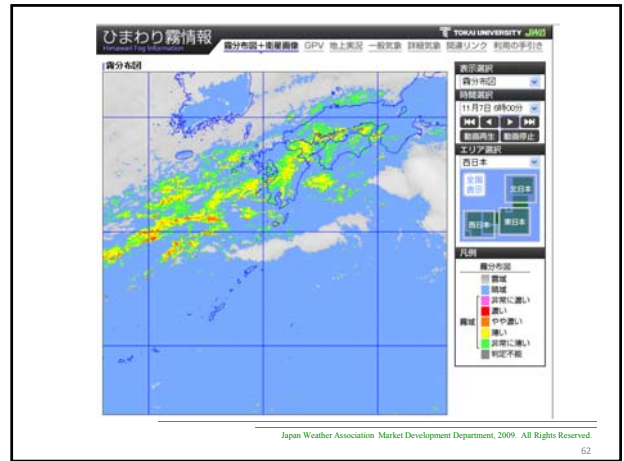 ひまわり霧情報
Himawari Fog Information
TOKAI UNIVERSITY JWA
霧分布図+衛星画像 GPV 地上実況 一般気象 詳細気象 関連リンク 利用の手引き
霧分布図
表示選択
霧分布図
時間選択
11月7日 6時00分
動画再生 動画停止
エリア選択
西日本
全国
表示
北日本
西日本
東日本
凡例
霧分布図
雲域
晴域
霧域
非常に濃い
濃い
やや濃い
薄い
非常に薄い
判定不能
Japan Weather Association Market Development Department, 2009. All Rights Reserved.
62